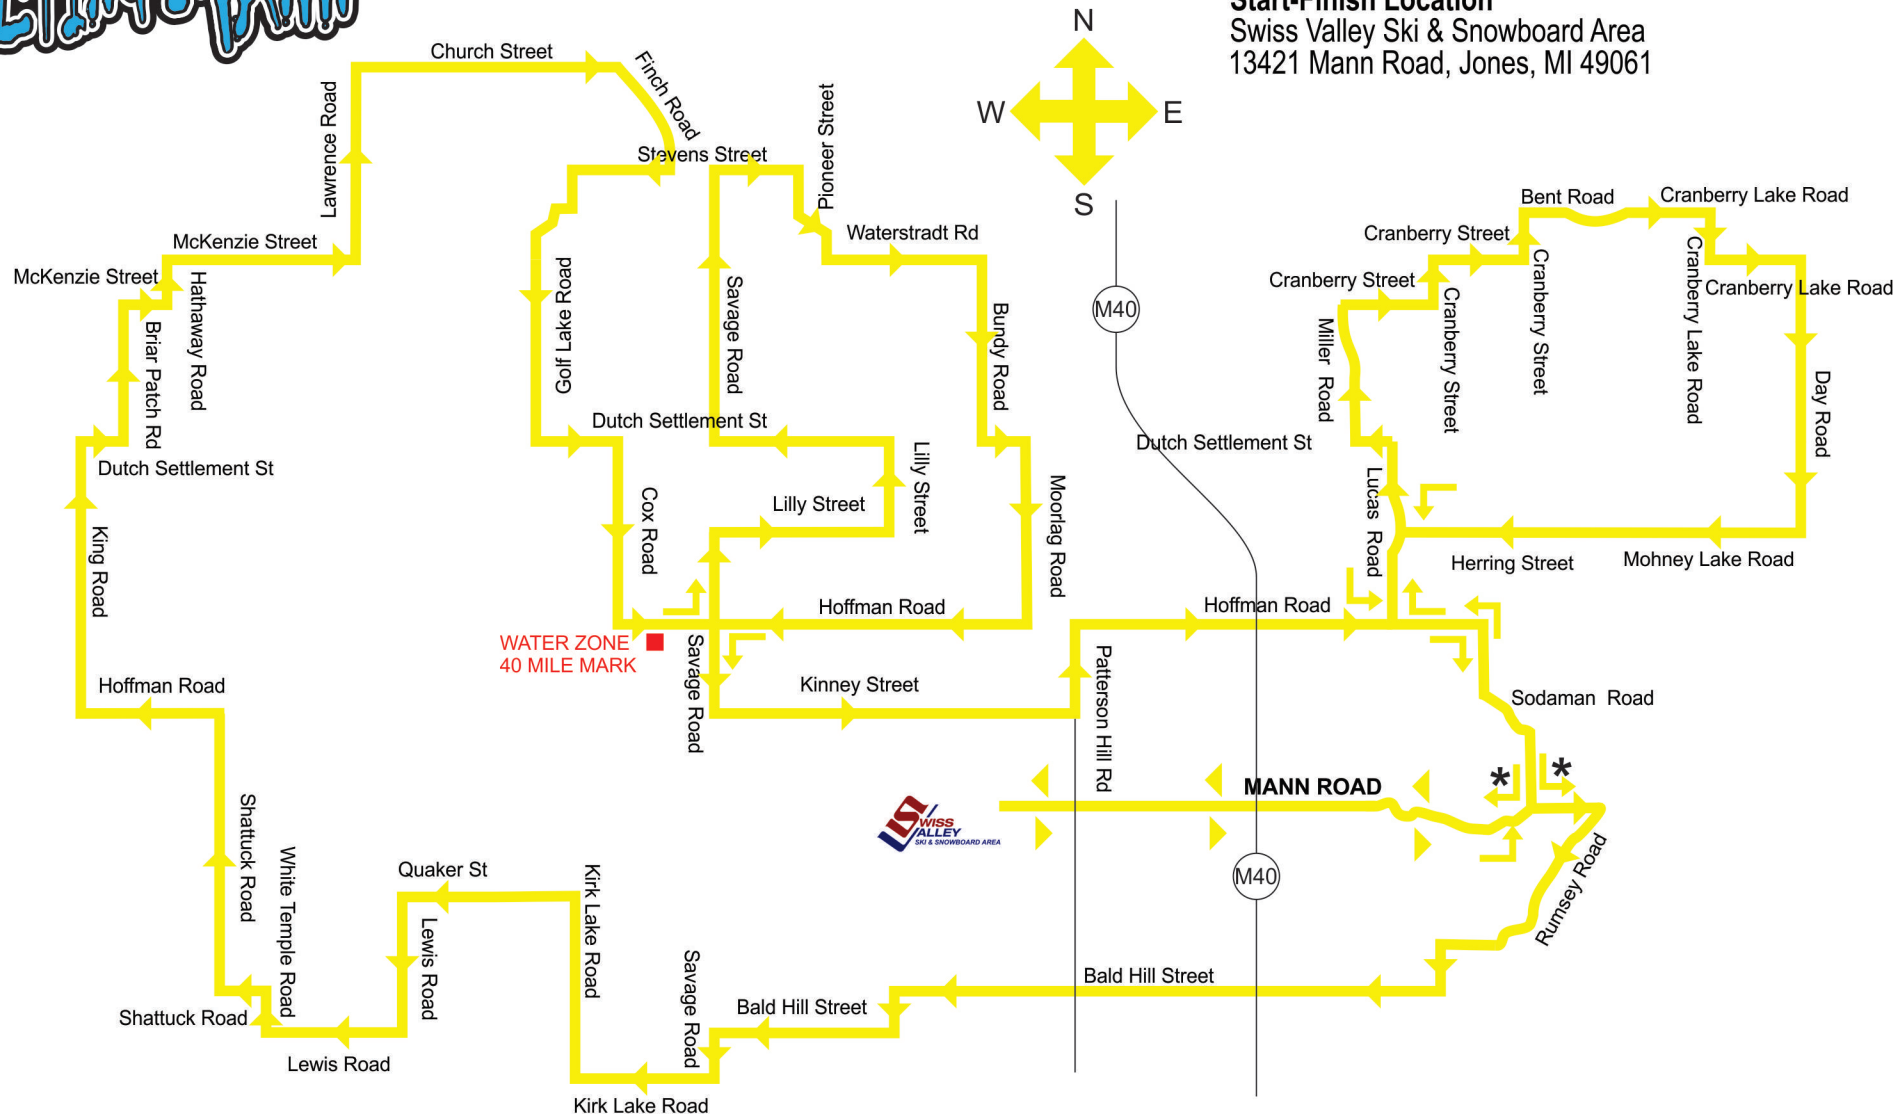 Start-Finish Location
Swiss Valley Ski & Snowboard Area
13421 Mann Road, Jones, MI 49061
N
W
E
S
Church Street
Finch Road
Lawrence Road
Stevens Street
Pioneer Street
McKenzie Street
McKenzie Street
Hathaway Road
Briar Patch Rd
Dutch Settlement St
King Road
Hoffman Road
Golf Lake Road
Savage Road
Waterstradt Rd
Bundy Road
Dutch Settlement St
Cox Road
Lilly Street
Lilly Street
Moorlag Road
Hoffman Road
WATER ZONE
40 MILE MARK
Savage Road
Kinney Street
Patterson Hill Rd
M40
Dutch Settlement St
Hoffman Road
Bent Road
Cranberry Lake Road
Cranberry Street
Cranberry Street
Cranberry Street
Cranberry Street
Cranberry Lake Road
Cranberry Lake Road
Miller Road
Day Road
Lucas Road
Herring Street
Mohney Lake Road
Sodaman Road
* *
MANN ROAD
SWISS
VALLEY
SKI & SNOWBOARD AREA
M40
Rumsey Road
Shattuck Road
White Temple Road
Shattuck Road
Quaker St
Lewis Road
Lewis Road
Kirk Lake Road
Kirk Lake Road
Savage Road
Bald Hill Street
Bald Hill Street